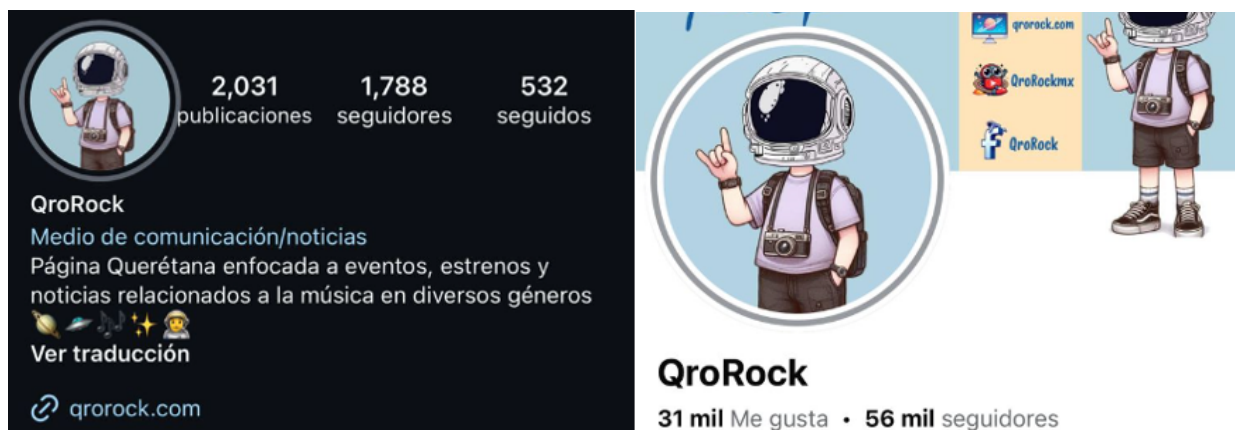 2,031
publicaciones
1,788
seguidores
532
seguidos
QroRock
Medio de comunicación/noticias
Página Querétana enfocada a eventos, estrenos y
noticias relacionados a la música en diversos géneros
Ver traducción
qrorock.com
qrorock.com
QroRockmx
QroRock
QroRock
31 mil Me gusta • 56 mil seguidores